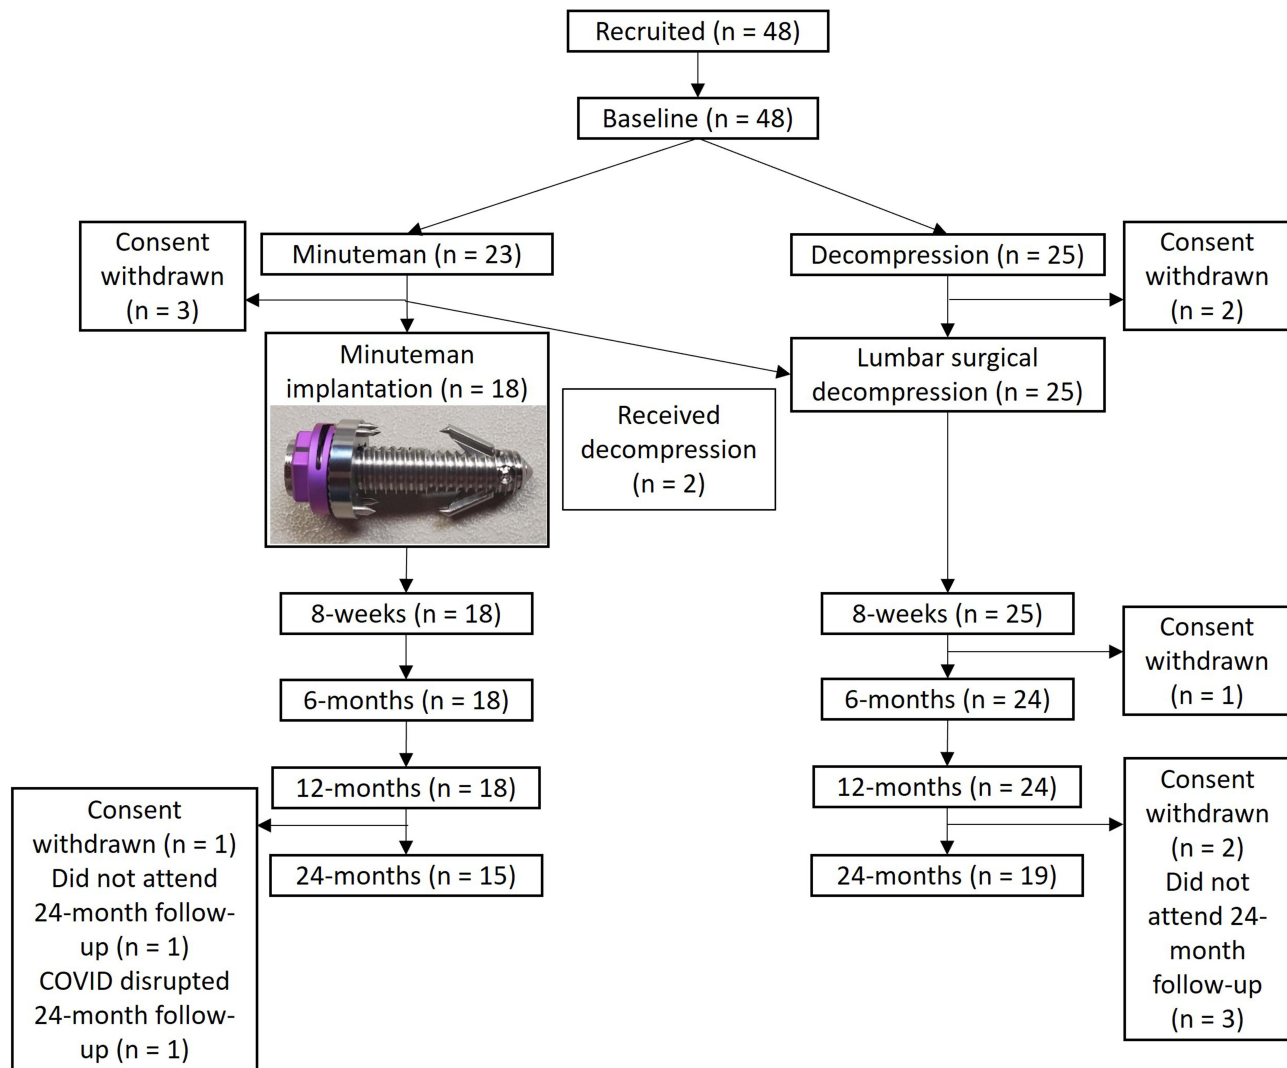 Recruited (n = 48)
Baseline (n = 48)
Consent
withdrawn
(n = 3)
Minuteman (n = 23)
Decompression (n = 25)
Consent
withdrawn
(n = 2)
Minuteman
implantation (n = 18)
Received
decompression
(n = 2)
Lumbar surgical
decompression (n = 25)
8-weeks (n = 18)
8-weeks (n = 25)
Consent
withdrawn
(n = 1)
6-months (n = 18)
6-months (n = 24)
12-months (n = 18)
12-months (n = 24)
Consent
withdrawn (n = 1)
Did not attend
24-month follow-
up (n = 1)
COVID disrupted
24-month follow-
up (n = 1)
24-months (n = 15)
24-months (n = 19)
Consent
withdrawn
(n = 2)
Did not
attend 24-
month
follow-up
(n = 3)